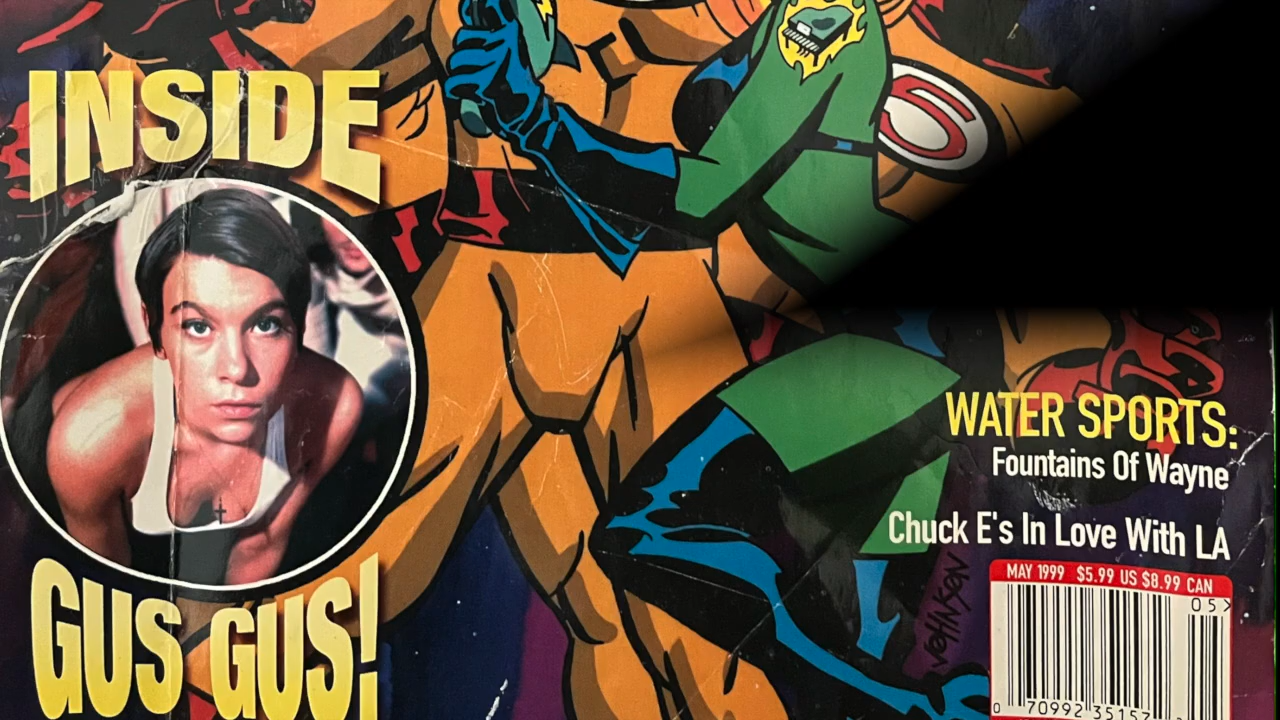 INSIDE
5
GUS GUS!
WATER SPORTS:
Fountains Of Wayne
Chuck E's In Love With LA
JOHNSON
MAY 1999 $5.99 US $8.99 CAN
05>
0 70992 35157